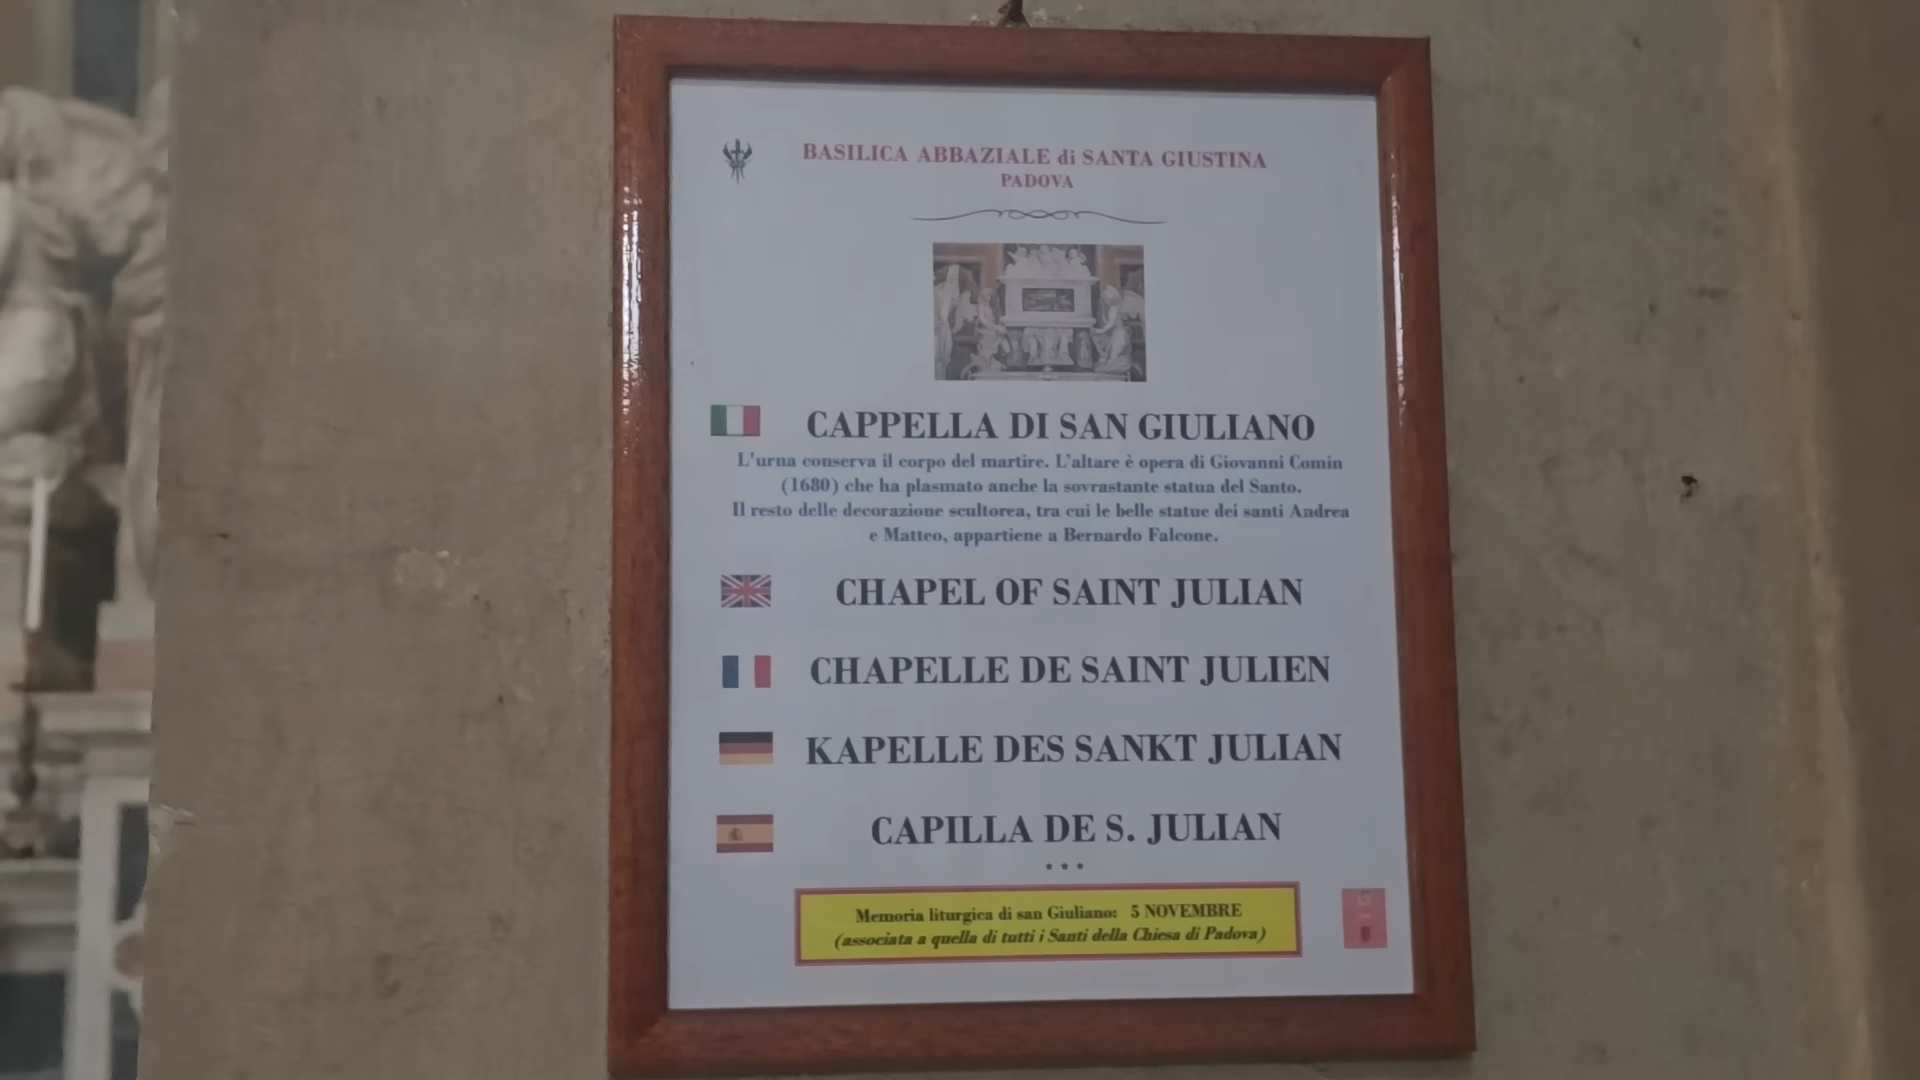 BASILICA ABBAZIALE di SANTA GIUSTINA
PADOVA
CAPPELLA DI SAN GIULIANO
L'urna conserva il corpo del martire. L'altare è opera di Giovanni Comin
(1680) che ha plasmato anche la sovrastante statua del Santo.
Il resto delle decorazione scultorea, tra cui le belle statue dei santi Andrea
e Matteo, appartiene a Bernardo Falcone.
CHAPEL OF SAINT JULIAN
CHAPELLE DE SAINT JULIEN
KAPELLE DES SANKT JULIAN
CAPILLA DE S. JULIAN
• • •
Memoria liturgica di san Giuliano: 5 NOVEMBRE
(associata a quella di tutti i Santi della Chiesa di Padova)